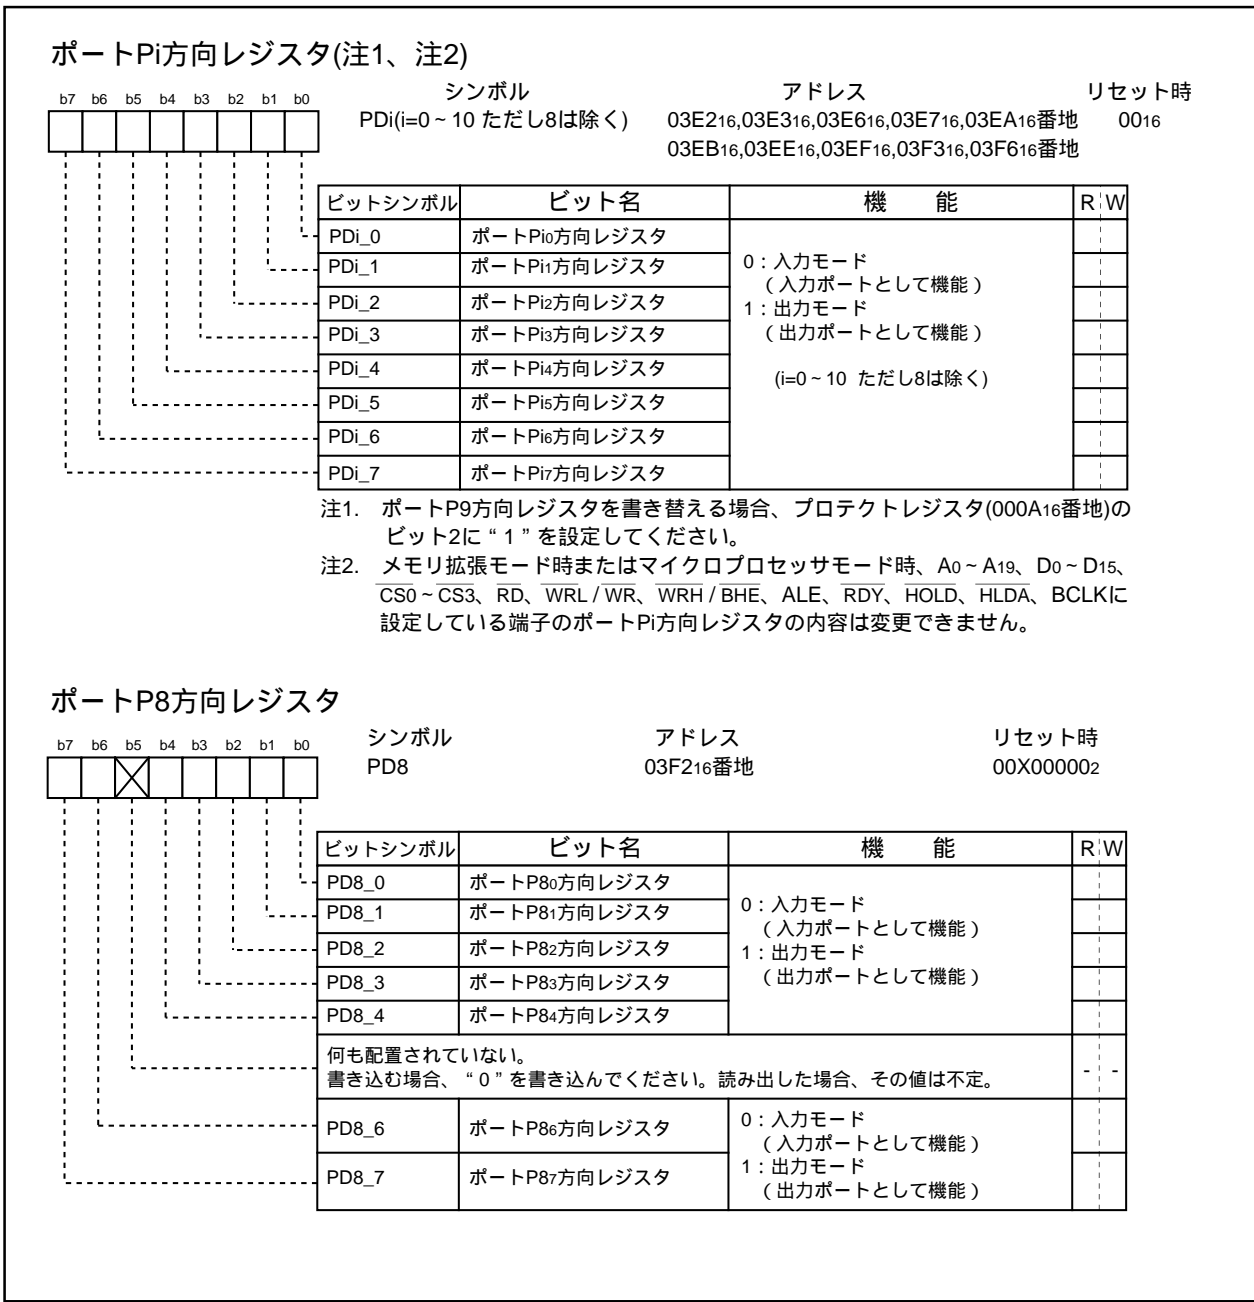 ポートPi方向レジスタ(注1、注2)
b7 b6 b5 b4 b3 b2 b1 b0
シンボル アドレス リセット時
PDi(i=0~10 ただし8は除く) 03E216,03E316,03E616,03E716,03EA16番地 0016
03EB16,03EE16,03EF16,03F316,03F616番地
ビットシンボル ビット名 機 能 R W
PDi_0 ポートPi0方向レジスタ
PDi_1 ポートPi1方向レジスタ
PDi_2 ポートPi2方向レジスタ
PDi_3 ポートPi3方向レジスタ
PDi_4 ポートPi4方向レジスタ
PDi_5 ポートPi5方向レジスタ
PDi_6 ポートPi6方向レジスタ
PDi_7 ポートPi7方向レジスタ
0:入力モード
(入力ポートとして機能)
1:出力モード
(出力ポートとして機能)
(i=0~10 ただし8は除く)
注1. ポートP9方向レジスタを書き替える場合、プロテクトレジスタ(000A16番地)の
ビット2に“1”を設定してください。
注2. メモリ拡張モード時またはマイクロプロセッサモード時、A0~A19、D0~D15、
CS0~CS3、RD、WRL/WR、WRH/BHE、ALE、RDY、HOLD、HLDA、BCLKに
設定している端子のポートPi方向レジスタの内容は変更できません。
ポートP8方向レジスタ
b7 b6 b5 b4 b3 b2 b1 b0
シンボル アドレス リセット時
PD8 03F216番地 00X000002
ビットシンボル ビット名 機 能 R W
PD8_0 ポートP80方向レジスタ
PD8_1 ポートP81方向レジスタ
PD8_2 ポートP82方向レジスタ
PD8_3 ポートP83方向レジスタ
PD8_4 ポートP84方向レジスタ
0:入力モード
(入力ポートとして機能)
1:出力モード
(出力ポートとして機能)
何も配置されていない。
書き込む場合、“0”を書き込んでください。読み出した場合、その値は不定。 - -
PD8_6 ポートP86方向レジスタ
PD8_7 ポートP87方向レジスタ
0:入力モード
(入力ポートとして機能)
1:出力モード
(出力ポートとして機能)